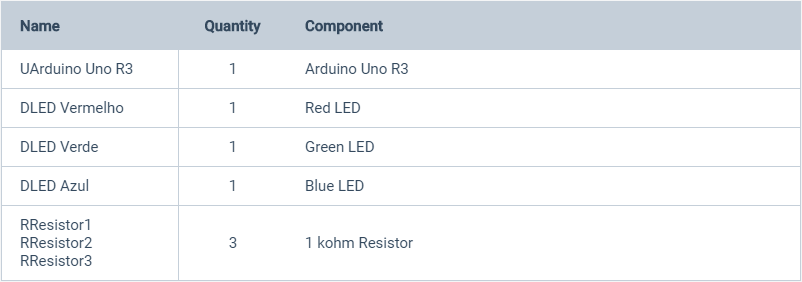 Name Quantity Component
UArduino Uno R3 1 Arduino Uno R3
DLED Vermelho 1 Red LED
DLED Verde 1 Green LED
DLED Azul 1 Blue LED
RResistor1
RResistor2 3 1 kohm Resistor
RResistor3